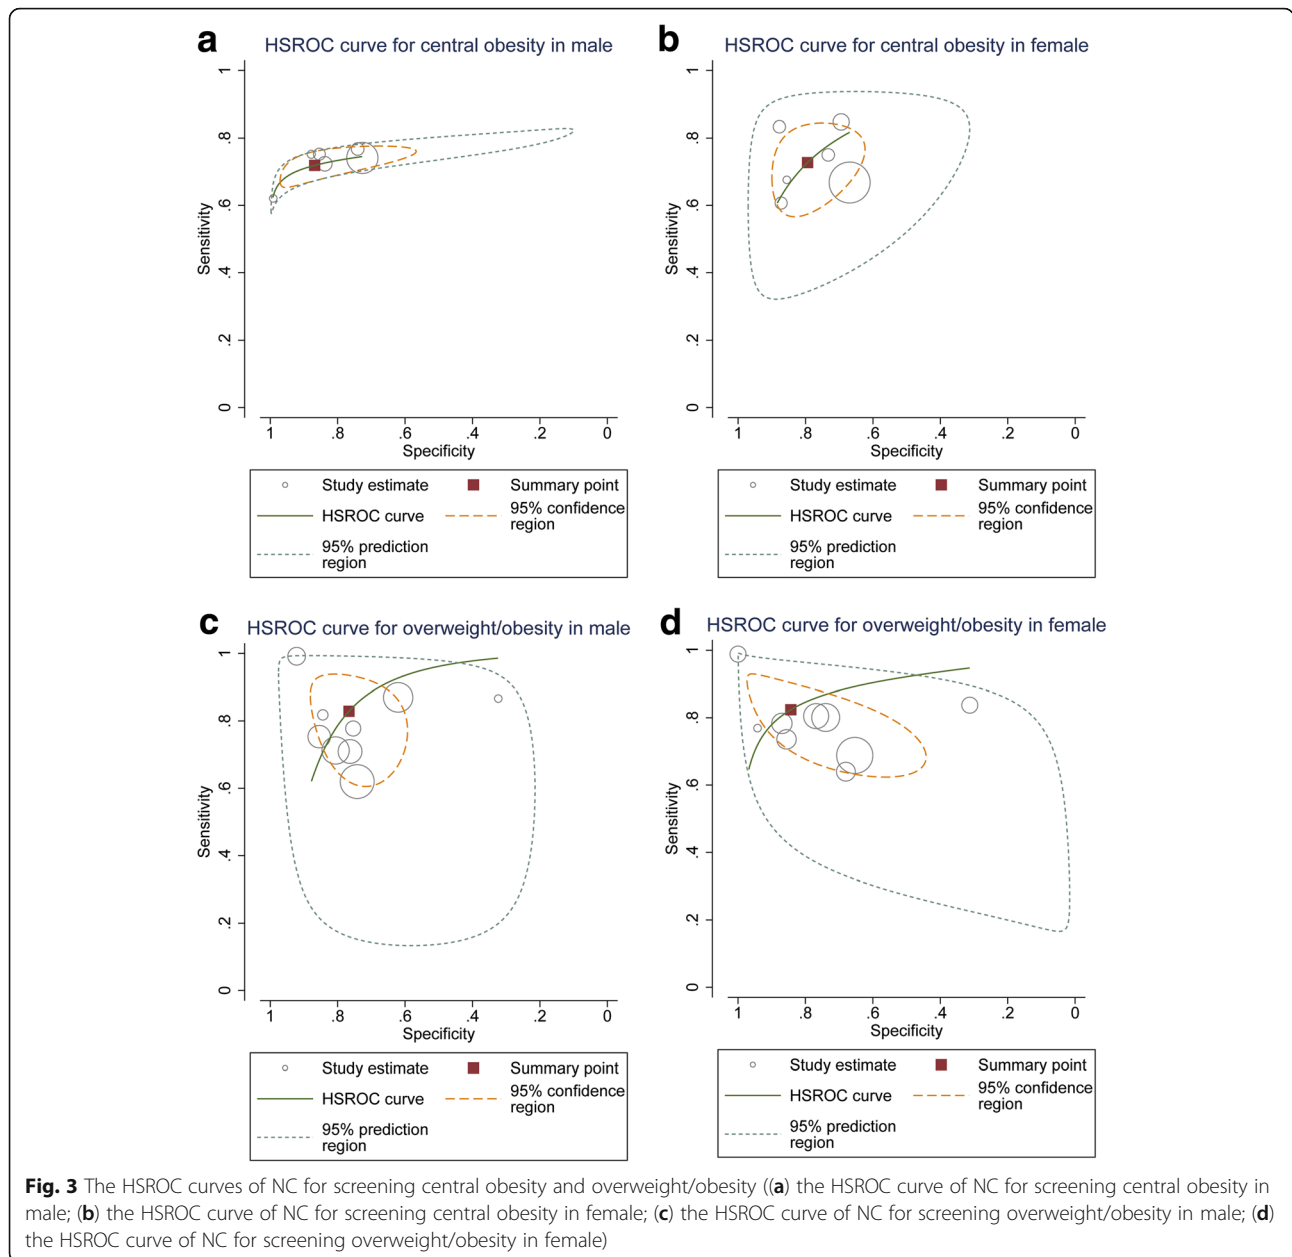 a
HSROC curve for central obesity in male
Sensitivity
1
.8
.6
.4
.2
0
1 .8 .6 .4 .2 0
Specificity
Study estimate Summary point
HSROC curve 95% confidence
region
95% prediction
region
b
HSROC curve for central obesity in female
Sensitivity
1
.8
.6
.4
.2
0
1 .8 .6 .4 .2 0
Specificity
Study estimate Summary point
HSROC curve 95% confidence
region
95% prediction
region
c
HSROC curve for overweight/obesity in male
Sensitivity
1
.8
.6
.4
.2
0
1 .8 .6 .4 .2 0
Specificity
Study estimate Summary point
HSROC curve 95% confidence
region
95% prediction
region
d
HSROC curve for overweight/obesity in female
Sensitivity
1
.8
.6
.4
.2
0
1 .8 .6 .4 .2 0
Specificity
Study estimate Summary point
HSROC curve 95% confidence
region
95% prediction
region
Fig. 3 The HSROC curves of NC for screening central obesity and overweight/obesity ((a) the HSROC curve of NC for screening central obesity in
male; (b) the HSROC curve of NC for screening central obesity in female; (c) the HSROC curve of NC for screening overweight/obesity in male; (d)
the HSROC curve of NC for screening overweight/obesity in female)